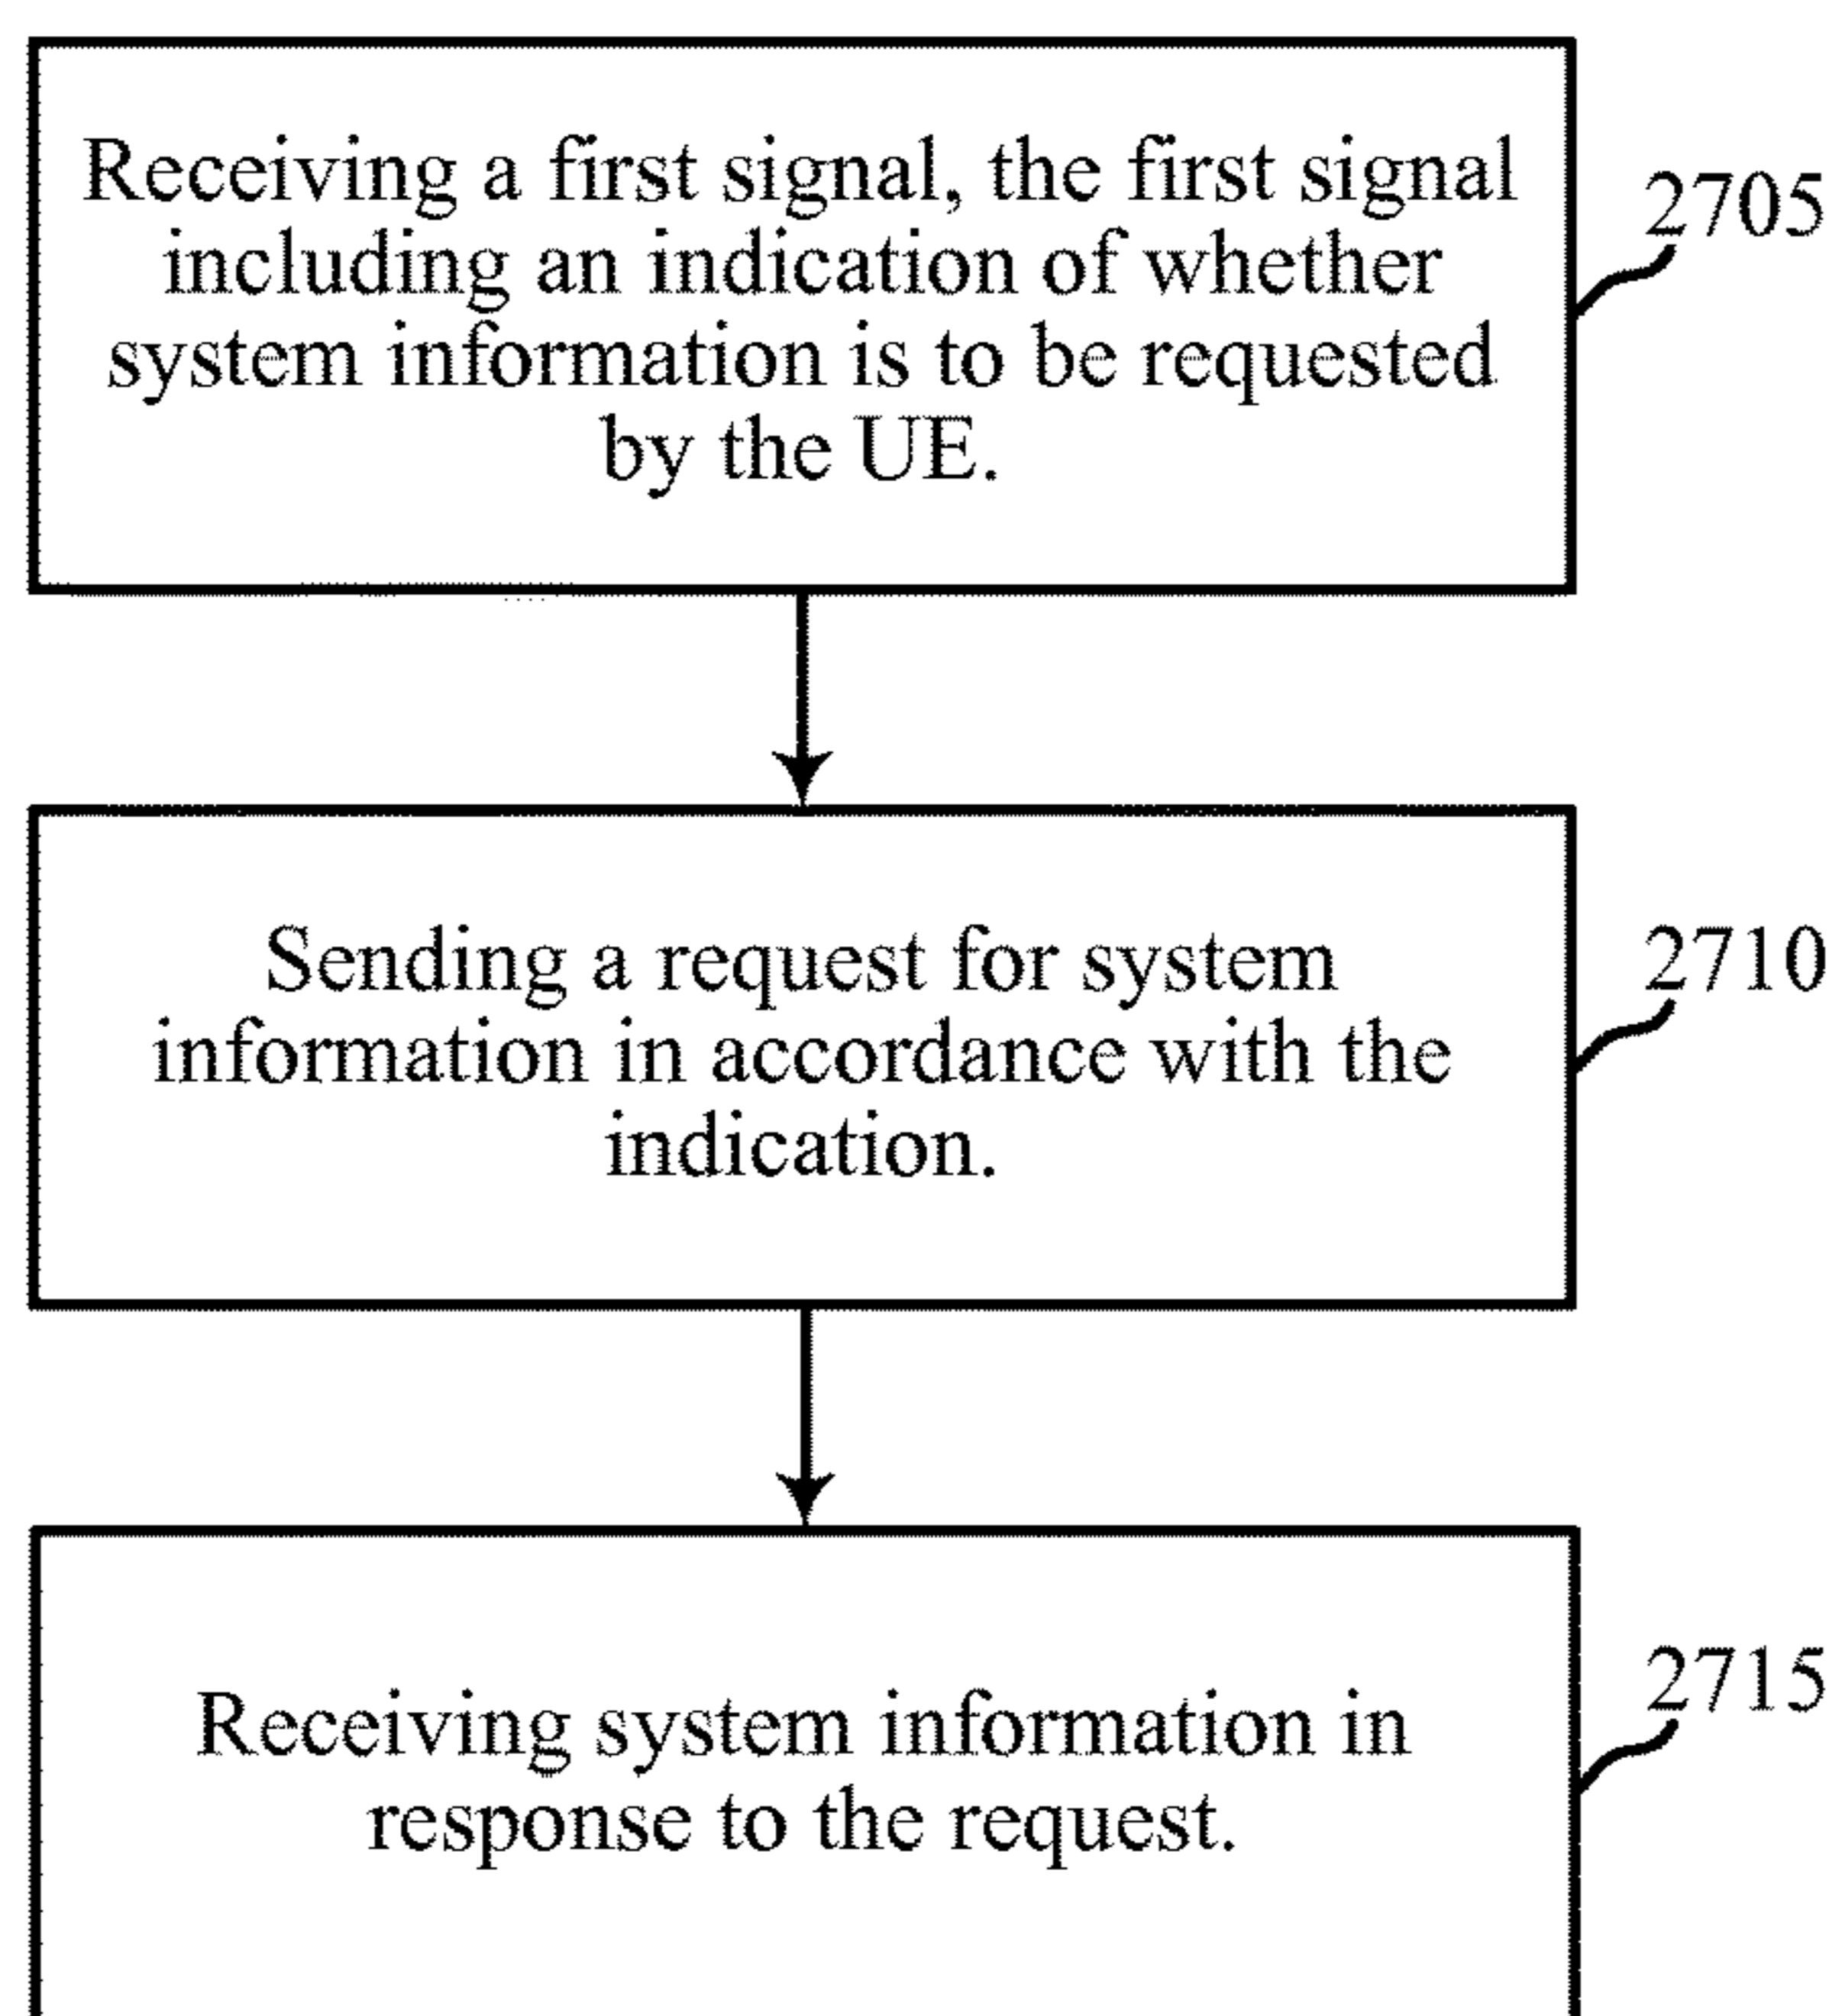 Receiving a first signal, the first signal
including an indication of whether
system information is to be requested
by the UE.
2705
Sending a request for system
information in accordance with the
indication.
2710
Receiving system information in
response to the request.
2715